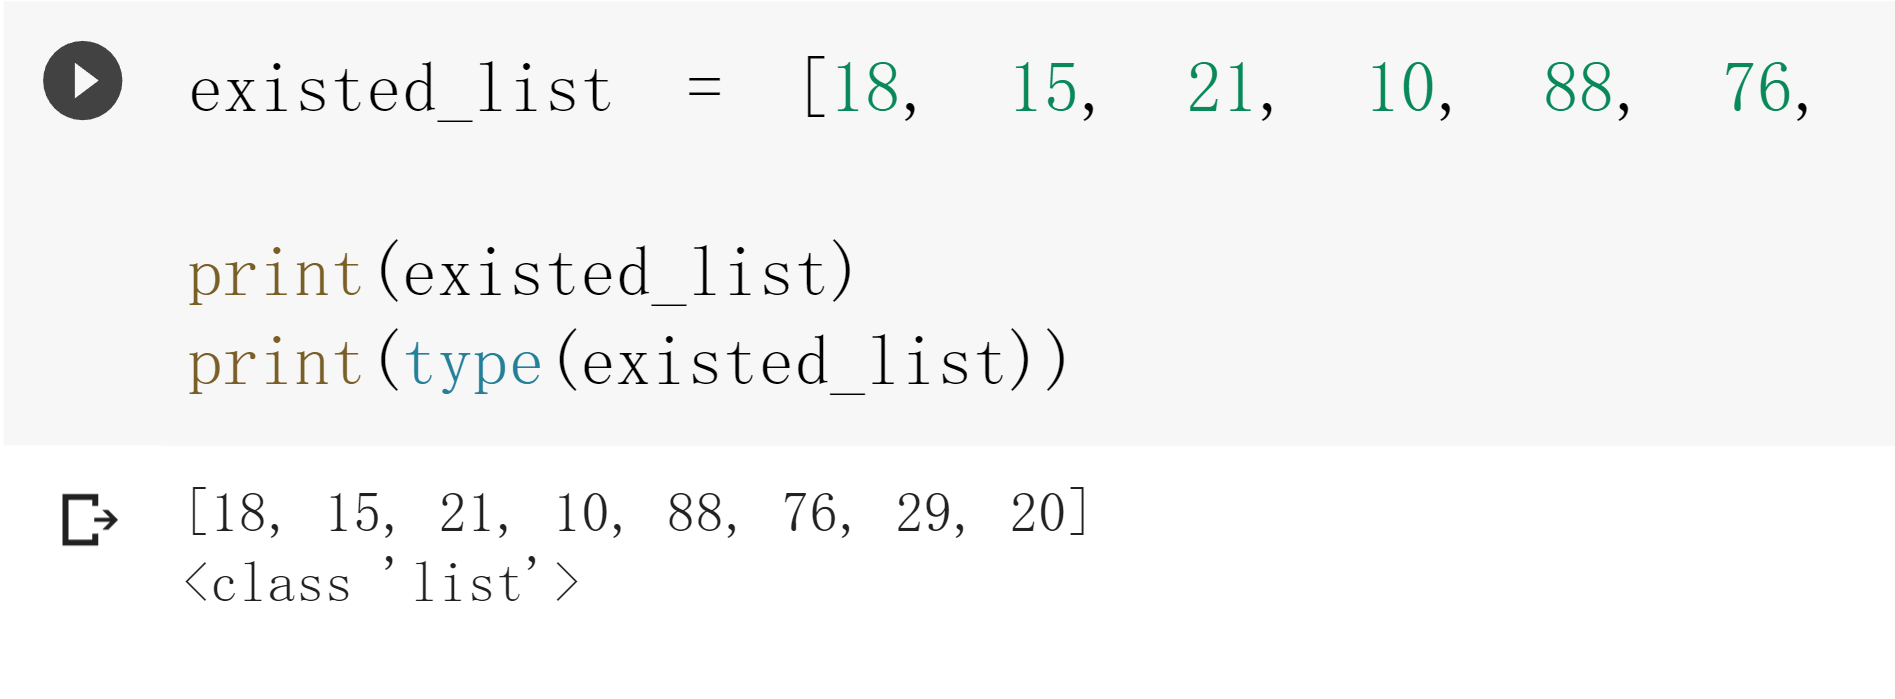 existed_list = [18, 15, 21, 10, 88, 76,
print(existed_list)
print(type(existed_list))
[18, 15, 21, 10, 88, 76, 29, 20]
<class 'list'>